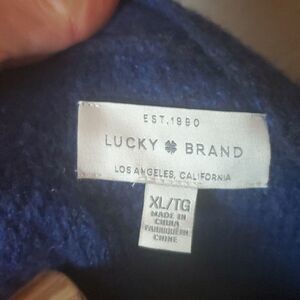 EST.1990
LUCKY BRAND
LOS ANGELES, CALIFORNIA
XL/TG
MADE IN
CHINA
FABRIQUE EN
CHINE